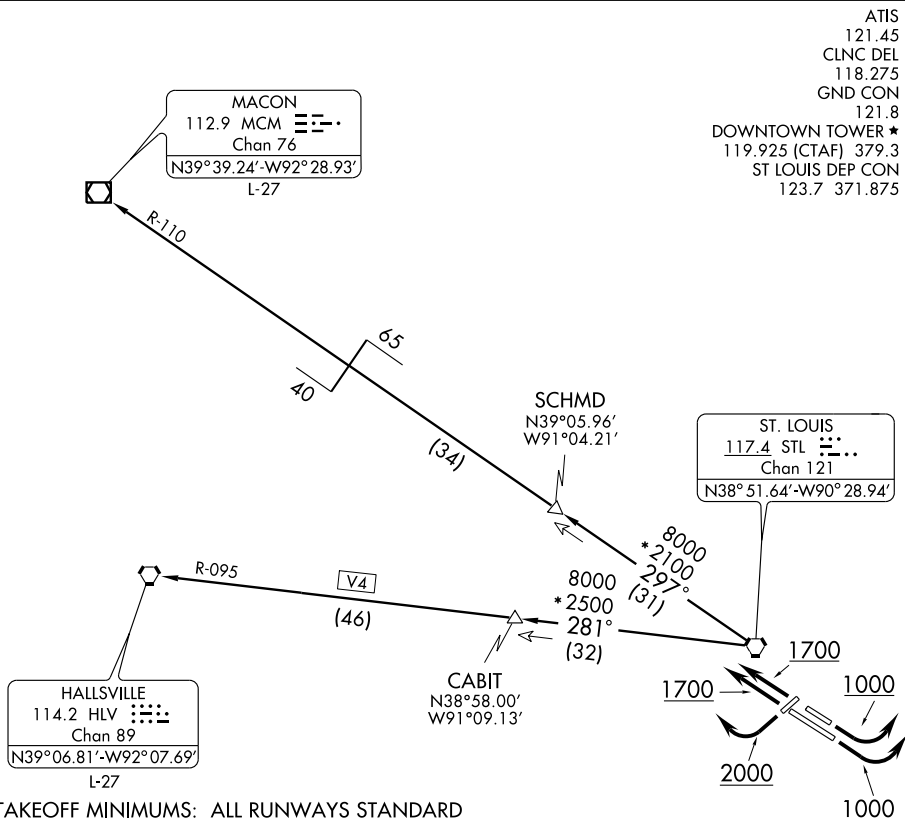 ATIS
121.45
CLNC DEL
118.275
GND CON
121.8
DOWNTOWN TOWER ★
119.925 (CTAF) 379.3
ST LOUIS DEP CON
123.7 371.875
MACON
112.9 MCM
Chan 76
N39°39.24'-W92°28.93'
L-27
R-110
65
40
(34)
SCHMD
N39°05.96'
W91°04.21'
ST. LOUIS
117.4 STL
Chan 121
N38°51.64'-W90°28.94'
8000
*2100
297°
(31)
R-095
V4
(46)
8000
*2500
281°
(32)
CABIT
N38°58.00'
W91°09.13'
HALLSVILLE
114.2 HLV
Chan 89
N39°06.81'-W92°07.69'
L-27
1700
1700
1000
2000
1000
TAKEOFF MINIMUMS: ALL RUNWAYS STANDARD